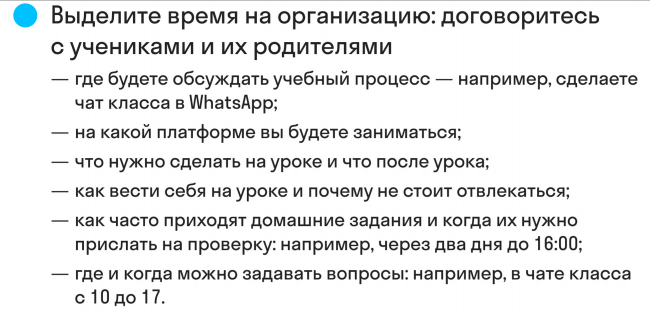 Выделите время на организацию: договоритесь
с учениками и их родителями
— где будете обсуждать учебный процесс — например, сделаете
чат класса в WhatsApp;
— на какой платформе вы будете заниматься;
— что нужно сделать на уроке и что после урока;
— как вести себя на уроке и почему не стоит отвлекаться;
— как часто приходят домашние задания и когда их нужно
прислать на проверку: например, через два дня до 16:00;
— где и когда можно задавать вопросы: например, в чате класса
с 10 до 17.